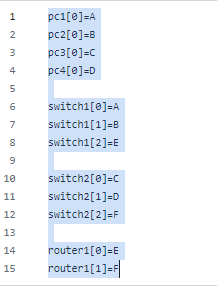 1 pc1[0]=A
2 pc2[0]=B
3 pc3[0]=C
4 pc4[0]=D
5
6 switch1[0]=A
7 switch1[1]=B
8 switch1[2]=E
9
10 switch2[0]=C
11 switch2[1]=D
12 switch2[2]=F
13
14 router1[0]=E
15 router1[1]=F